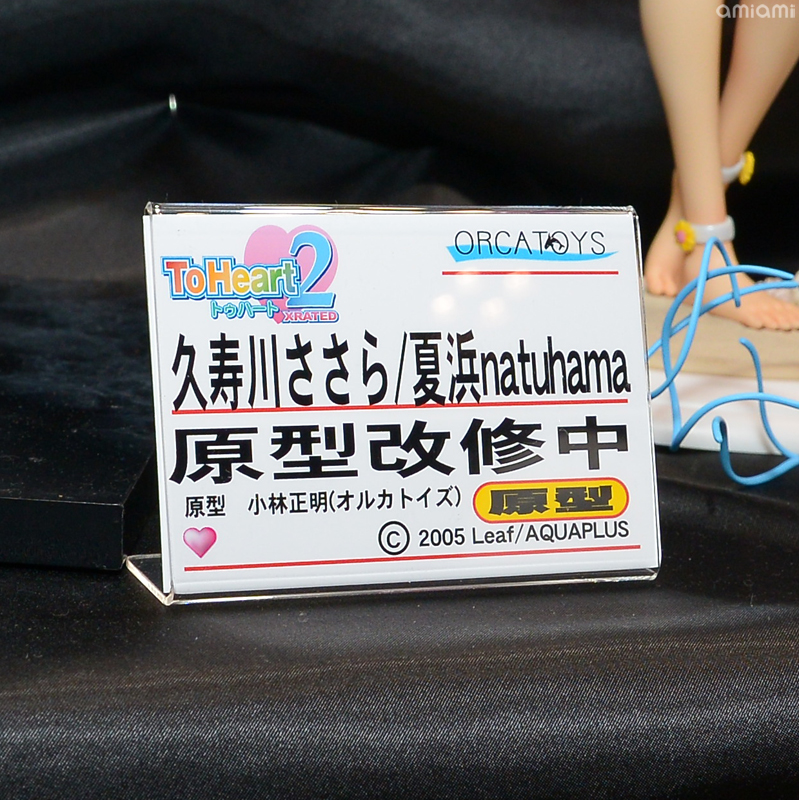 amiami
ORCATOYS
ToHeart2
トゥハート
XRATED
久寿川ささら/夏浜natuhama
原型改修中
原型 小林正明(オルカトイズ) 原型
© 2005 Leaf/AQUAPLUS